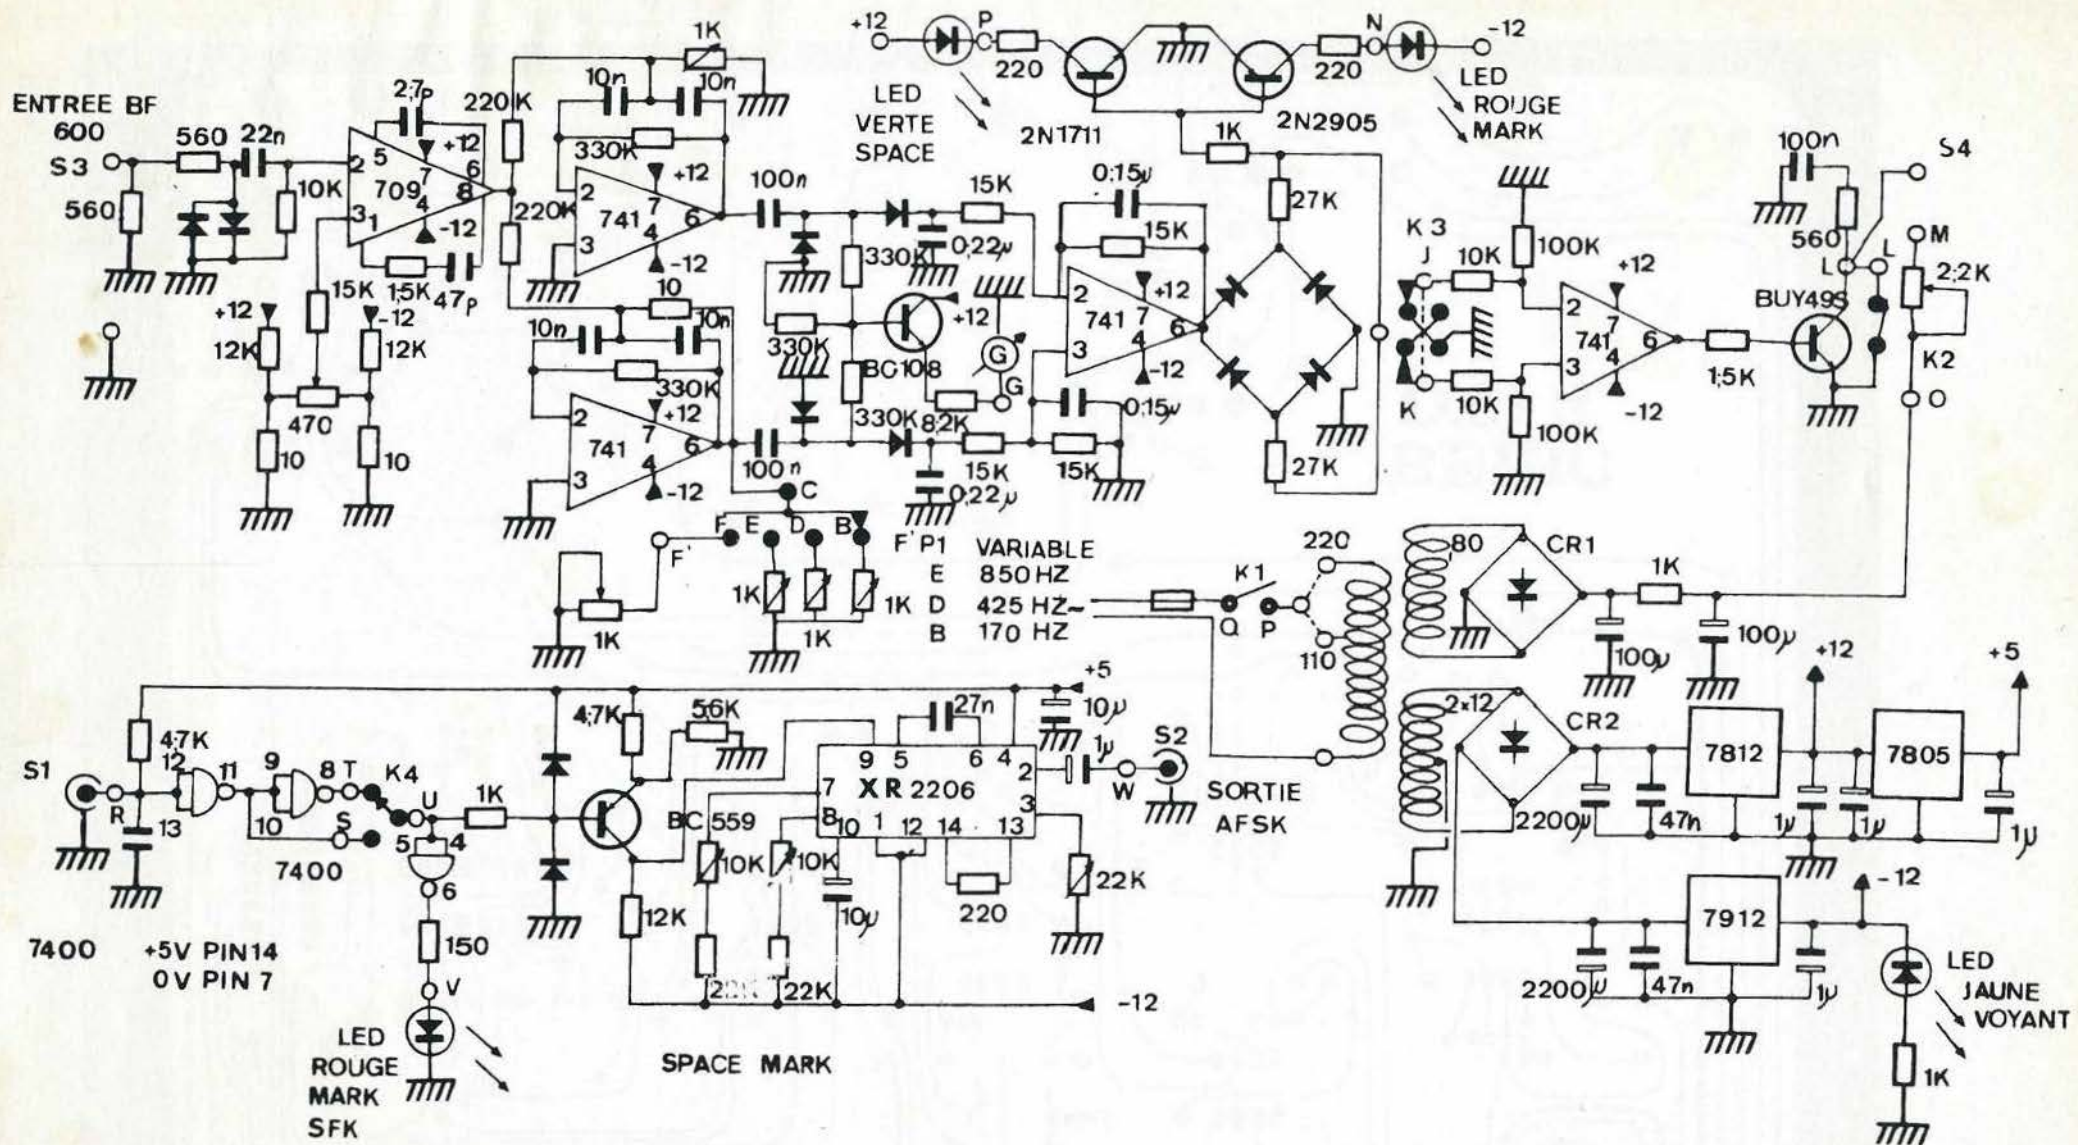 ENTREE BF
600
S3
560
22n
560
10K
2,7p
5
+12
2
7
6
709
8
3
4
1
-12
15K
1,5K
47p
+12
-12
12K
12K
470
10
10
220K
220K
1K
10n
10n
330K
2
+12
741
7
6
3
4
-12
10
10n
10n
330K
2
+12
741
7
6
3
4
-12
100n
100n
330K
330K
330K
BC108
+12
8,2K
G
G
15K
0,22µ
15K
0,22µ
15K
0,15µ
15K
2
+12
741
7
6
3
4
-12
0,15µ
+12
P
220
LED
VERTE
SPACE
2N1711
2N2905
220
N
-12
LED
ROUGE
MARK
1K
27K
27K
K3
J
K
10K
10K
100K
100K
2
+12
7
741
6
3
4
-12
1,5K
BUY49S
100n
560
L
L
S4
M
2,2K
K2
O
C
F
E
D
B
F'
1K
1K
1K
1K
F' P1 VARIABLE
E 850 HZ
D 425 HZ~
B 170 HZ
K1
Q
P
220
110
80
CR1
1K
100µ
100µ
2x12
CR2
2200µ
47n
7812
+12
1µ
1µ
7805
+5
1µ
7912
2200µ
47n
1µ
-12
LED
JAUNE
VOYANT
1K
S1
R
4,7K
12
11
13
9
8
10
T
K4
U
S
5
4
6
7400
150
V
LED
ROUGE
MARK
SFK
7400 +5V PIN 14
0V PIN 7
1K
4,7K
5,6K
BC 559
12K
10K
10K
22K
SPACE MARK
27n
9
5
6
4
7
XR 2206
2
8
3
10
1
12
14
13
10µ
220
22K
+5
10µ
1µ
W
S2
SORTIE
AFSK
-12